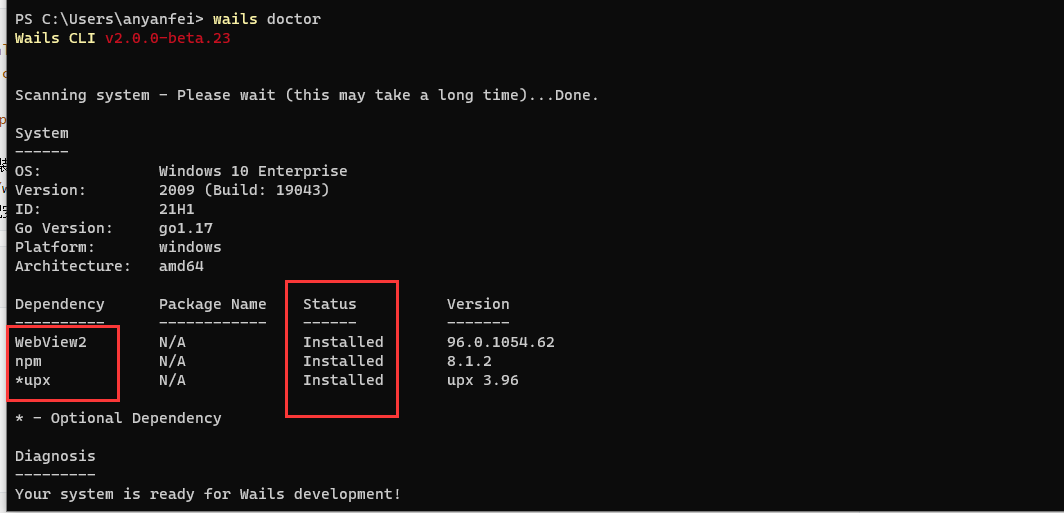 PS C:\Users\anyanfei> wails doctor
Wails CLI v2.0.0-beta.23
Scanning system - Please wait (this may take a long time)...Done.
System
------
OS: Windows 10 Enterprise
Version: 2009 (Build: 19043)
ID: 21H1
Go Version: go1.17
Platform: windows
Architecture: amd64
Dependency Package Name Status Version
---------- ------------ ------ -------
WebView2 N/A Installed 96.0.1054.62
npm N/A Installed 8.1.2
*upx N/A Installed upx 3.96
* - Optional Dependency
Diagnosis
---------
Your system is ready for Wails development!